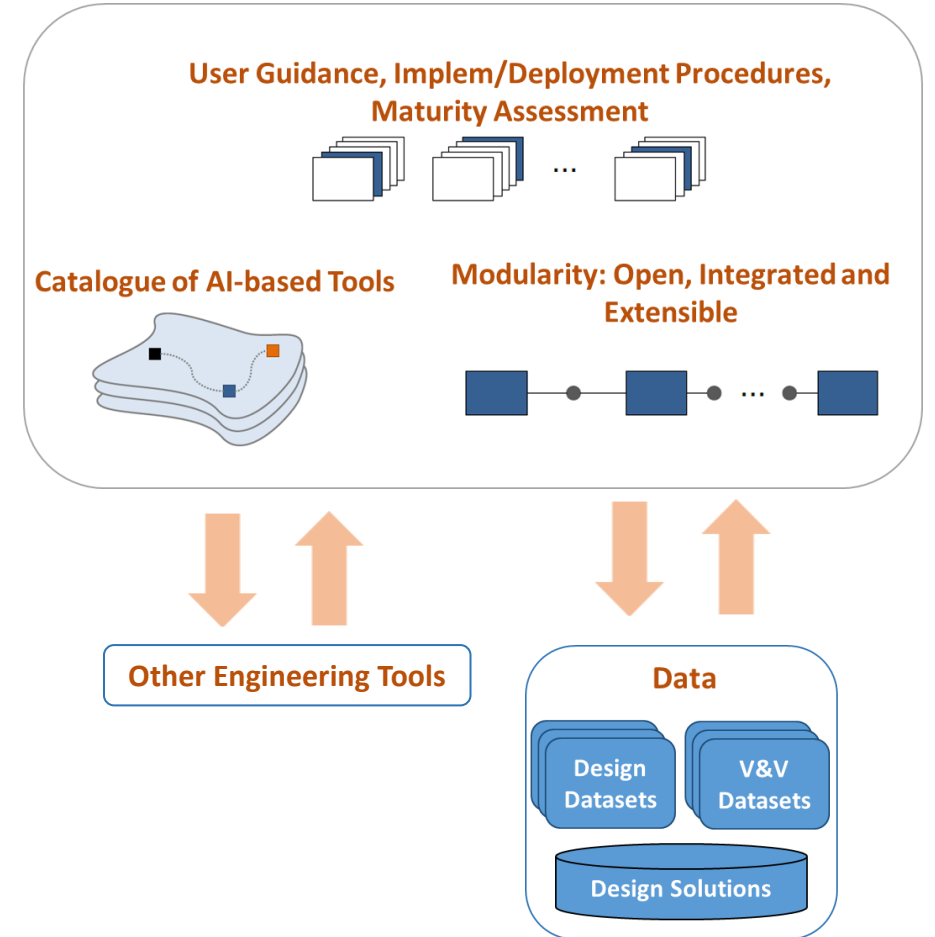 User Guidance, Implem/Deployment Procedures,
Maturity Assessment
...
Catalogue of AI-based Tools
Modularity: Open, Integrated and
Extensible
...
Other Engineering Tools
Data
Design
Datasets
V&V
Datasets
Design Solutions